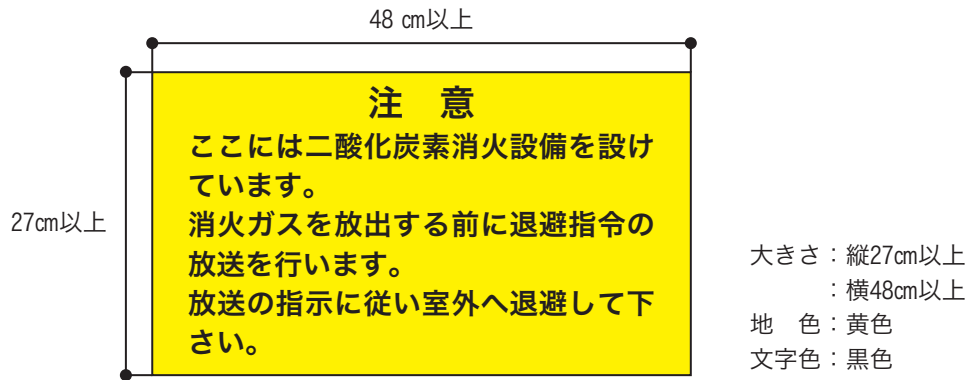 48 ㎝以上
注　意
ここには二酸化炭素消火設備を設け
ています。
消火ガスを放出する前に退避指令の
放送を行います。
放送の指示に従い室外へ退避して下
さい。
27㎝以上
大きさ：縦27㎝以上
：横48㎝以上
地　色：黄色
文字色：黒色